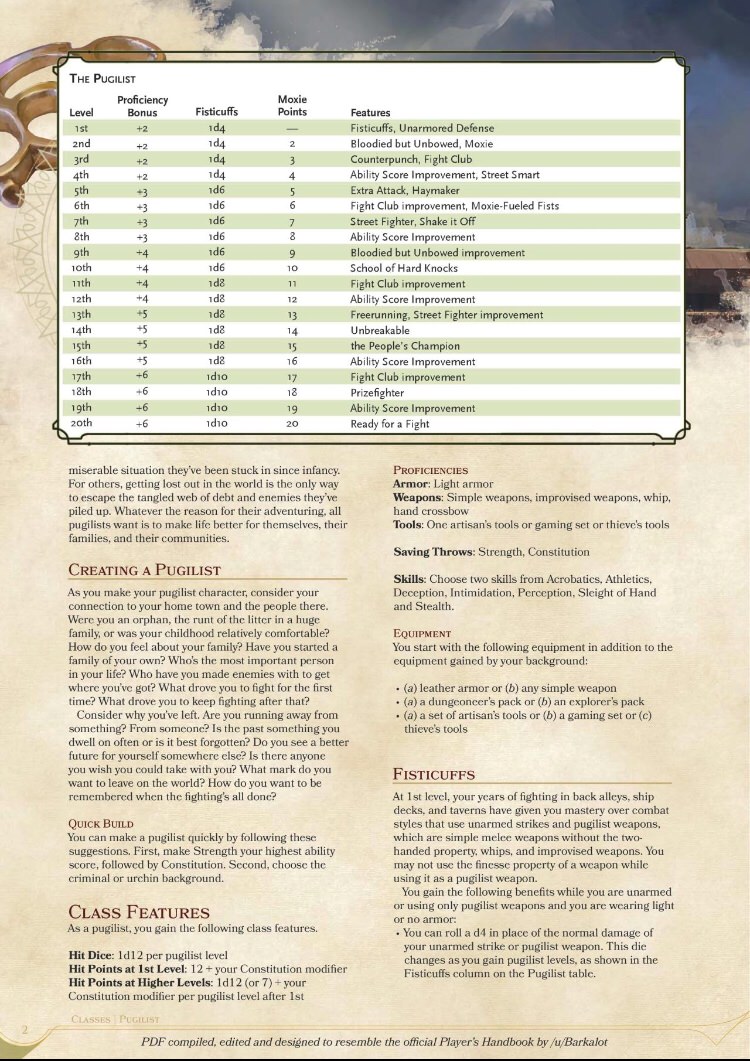 The Pugilist
Level Proficiency Bonus Fisticuffs Moxie Points Features
1st +2 1d4 — Fisticuffs, Unarmored Defense
2nd +2 1d4 2 Bloodied but Unbowed, Moxie
3rd +2 1d4 3 Counterpunch, Fight Club
4th +2 1d4 4 Ability Score Improvement, Street Smart
5th +3 1d6 5 Extra Attack, Haymaker
6th +3 1d6 6 Fight Club improvement, Moxie-Fueled Fists
7th +3 1d6 7 Street Fighter, Shake it Off
8th +3 1d6 8 Ability Score Improvement
9th +4 1d6 9 Bloodied but Unbowed improvement
10th +4 1d6 10 School of Hard Knocks
11th +4 1d8 11 Fight Club improvement
12th +4 1d8 12 Ability Score Improvement
13th +5 1d8 13 Freerunning, Street Fighter improvement
14th +5 1d8 14 Unbreakable
15th +5 1d8 15 the People's Champion
16th +5 1d8 16 Ability Score Improvement
17th +6 1d10 17 Fight Club improvement
18th +6 1d10 18 Prizefighter
19th +6 1d10 19 Ability Score Improvement
20th +6 1d10 20 Ready for a Fight
miserable situation they've been stuck in since infancy.
For others, getting lost out in the world is the only way
to escape the tangled web of debt and enemies they've
piled up. Whatever the reason for their adventuring, all
pugilists want is to make life better for themselves, their
families, and their communities.
Creating a Pugilist
As you make your pugilist character, consider your
connection to your home town and the people there.
Were you an orphan, the runt of the litter in a huge
family, or was your childhood relatively comfortable?
How do you feel about your family? Have you started a
family of your own? Who's the most important person
in your life? Who have you made enemies with to get
where you've got? What drove you to fight for the first
time? What drove you to keep fighting after that?
Consider why you've left. Are you running away from
something? From someone? Is the past something you
dwell on often or is it best forgotten? Do you see a better
future for yourself somewhere else? Is there anyone
you wish you could take with you? What mark do you
want to leave on the world? How do you want to be
remembered when the fighting's all done?
Quick Build
You can make a pugilist quickly by following these
suggestions. First, make Strength your highest ability
score, followed by Constitution. Second, choose the
criminal or urchin background.
Class Features
As a pugilist, you gain the following class features.
Hit Dice: 1d12 per pugilist level
Hit Points at 1st Level: 12 + your Constitution modifier
Hit Points at Higher Levels: 1d12 (or 7) + your
Constitution modifier per pugilist level after 1st
Proficiencies
Armor: Light armor
Weapons: Simple weapons, improvised weapons, whip,
hand crossbow
Tools: One artisan's tools or gaming set or thieve's tools
Saving Throws: Strength, Constitution
Skills: Choose two skills from Acrobatics, Athletics,
Deception, Intimidation, Perception, Sleight of Hand
and Stealth.
Equipment
You start with the following equipment in addition to the
equipment gained by your background:
• (a) leather armor or (b) any simple weapon
• (a) a dungeoneer's pack or (b) an explorer's pack
• (a) a set of artisan's tools or (b) a gaming set or (c)
thieve's tools
Fisticuffs
At 1st level, your years of fighting in back alleys, ship
decks, and taverns have given you mastery over combat
styles that use unarmed strikes and pugilist weapons,
which are simple melee weapons without the two-
handed property, whips, and improvised weapons. You
may not use the finesse property of a weapon while
using it as a pugilist weapon.
You gain the following benefits while you are unarmed
or using only pugilist weapons and you are wearing light
or no armor:
• You can roll a d4 in place of the normal damage of
your unarmed strike or pugilist weapon. This die
changes as you gain pugilist levels, as shown in the
Fisticuffs column on the Pugilist table.
Classes | Pugilist
2
PDF compiled, edited and designed to resemble the official Player's Handbook by /u/Barkalot